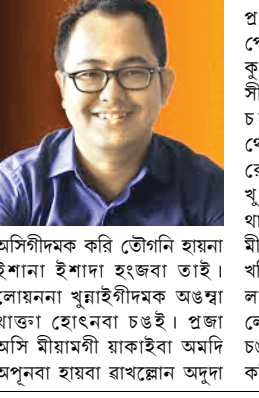 অসিগীদমক করি তৌগনি হায়না
ইশানা ইশাদা হংজবা তাই।
লোয়ননা খুন্নাইগীদমক অঙম্বা
থাক্তা হোৎনবা চঙই। প্রজা
অসি মীয়ামগী য়াকাইবা অমদি
অপূনবা হায়বা ৱাখল্লোন অদুদা
প্র
পে
কু
সী
চ
থে
রে
খু
থা
মী
খি
ল
লে
চঙ
ক